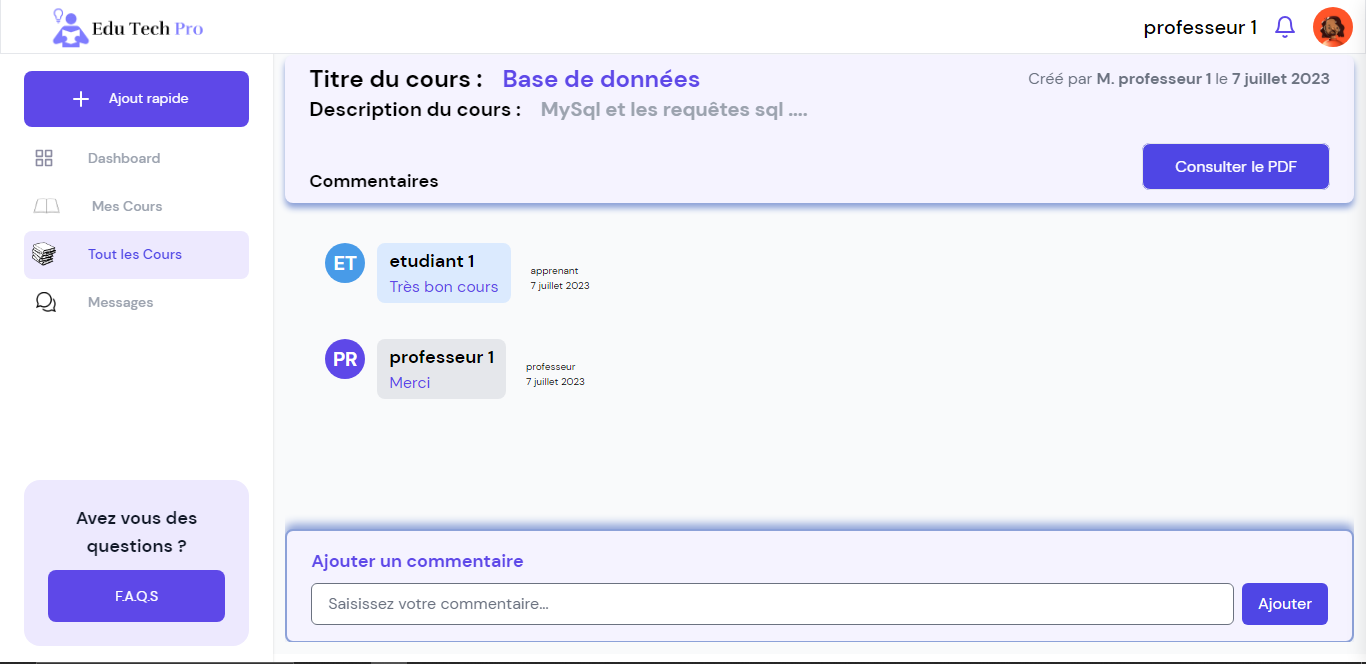 Edu Tech Pro
professeur 1
Ajout rapide
Dashboard
Mes Cours
Tout les Cours
Messages
Avez vous des
questions ?
F.A.Q.S
Titre du cours : Base de données
Créé par M. professeur 1 le 7 juillet 2023
Description du cours : MySql et les requêtes sql ....
Consulter le PDF
Commentaires
ET
etudiant 1
Très bon cours
apprenant
7 juillet 2023
PR
professeur 1
Merci
professeur
7 juillet 2023
Ajouter un commentaire
Saisissez votre commentaire...
Ajouter